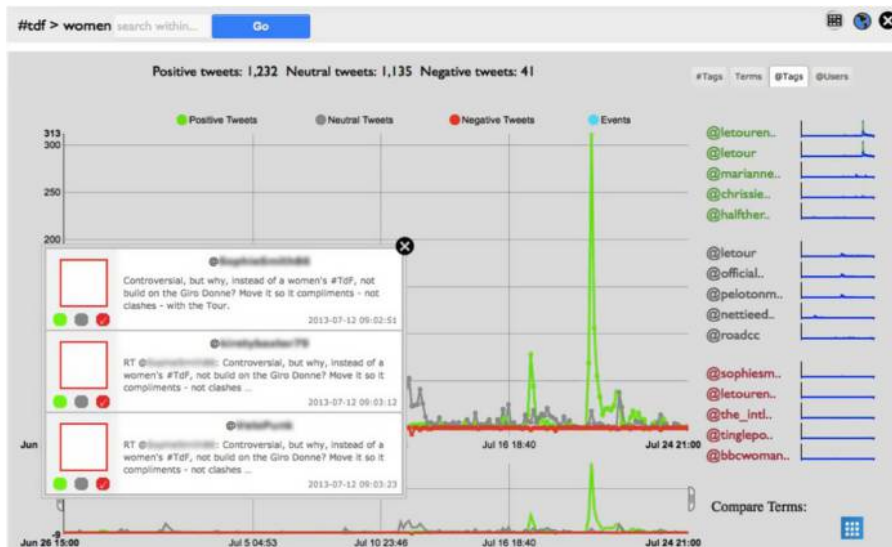 #tdf > women search within... Go
Positive tweets: 1,232 Neutral tweets: 1,135 Negative tweets: 41
#Tags Terms @Tags @Users
Positive Tweets Neutral Tweets Negative Tweets Events
313
300
250
200
@letouren..
@letour
@marianne..
@chrissie..
@halfther..
@letour
@official..
@pelotonm..
@nettieed..
@roadcc
@sophiesm..
@letouren..
@the_intl..
@tinglepo..
@bbcwoman..
Controversial, but why, instead of a women's #TdF, not
build on the Giro Donne? Move it so it compliments - not
clashes - with the Tour.
2013-07-12 09:02:51
RT @ : Controversial, but why, instead of a
women's #TdF, not build on the Giro Donne? Move it so it
compliments - not clashes ...
2013-07-12 09:03:12
RT @ : Controversial, but why, instead of a
women's #TdF, not build on the Giro Donne? Move it so it
compliments - not clashes ...
2013-07-12 09:03:23
Jun
Jul 16 18:40
Jul 24 21:00
Compare Terms:
-9
Jun 26 15:00
Jul 5 04:53
Jul 10 23:46
Jul 16 18:40
Jul 24 21:00